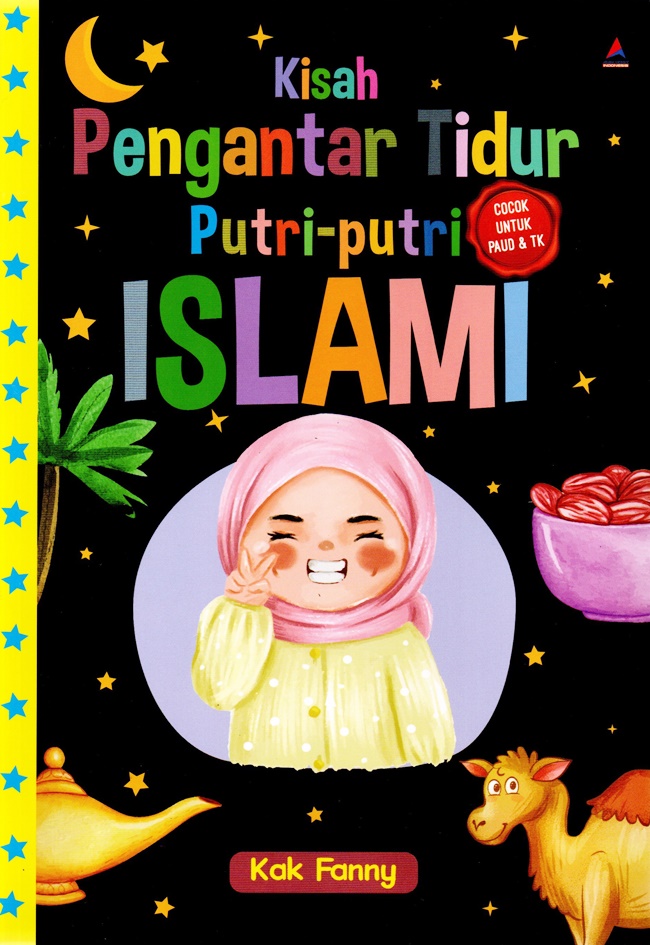 Kisah
Pengantar Tidur
Putri-putri
COCOK
UNTUK
PAUD & TK
ISLAMI
Kak Fanny